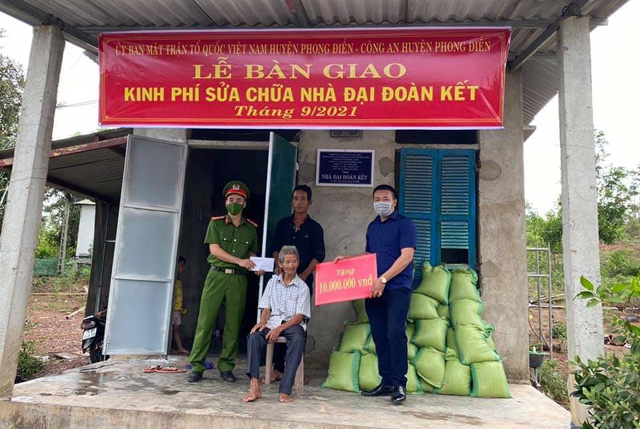 ỦY BAN MẶT TRẬN TỔ QUỐC VIỆT NAM HUYỆN PHONG ĐIỀN - CÔNG AN HUYỆN PHONG ĐIỀN
LỄ BÀN GIAO
KINH PHÍ SỬA CHỮA NHÀ ĐẠI ĐOÀN KẾT
Tháng 9/2021
NHÀ ĐẠI ĐOÀN KẾT
Tặng
10.000.000 vnđ